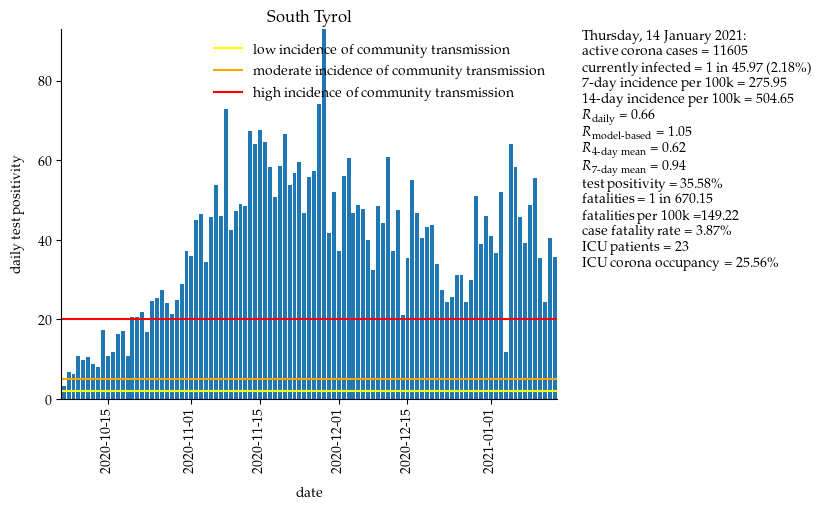 South Tyrol
low incidence of community transmission
moderate incidence of community transmission
high incidence of community transmission
daily test positivity
80
60
40
20
0
2020-10-15
2020-11-01
2020-11-15
2020-12-01
2020-12-15
2021-01-01
date
Thursday, 14 January 2021:
active corona cases = 11605
currently infected = 1 in 45.97 (2.18%)
7-day incidence per 100k = 275.95
14-day incidence per 100k = 504.65
R daily = 0.66
R model-based = 1.05
R 4-day mean = 0.62
R 7-day mean = 0.94
test positivity = 35.58%
fatalities = 1 in 670.15
fatalities per 100k =149.22
case fatality rate = 3.87%
ICU patients = 23
ICU corona occupancy = 25.56%